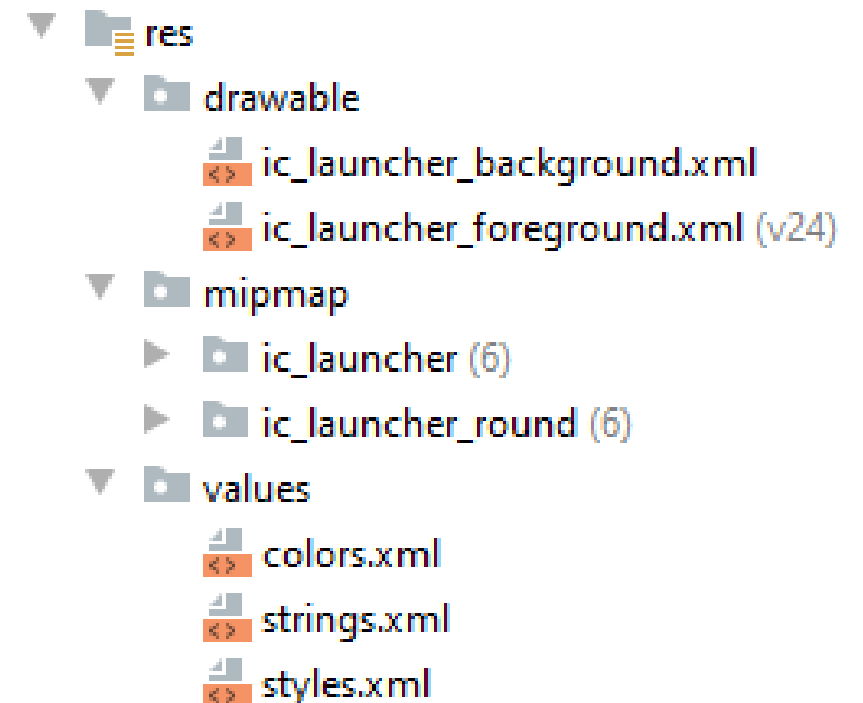 res
drawable
ic_launcher_background.xml
ic_launcher_foreground.xml (v24)
mipmap
ic_launcher (6)
ic_launcher_round (6)
values
colors.xml
strings.xml
styles.xml